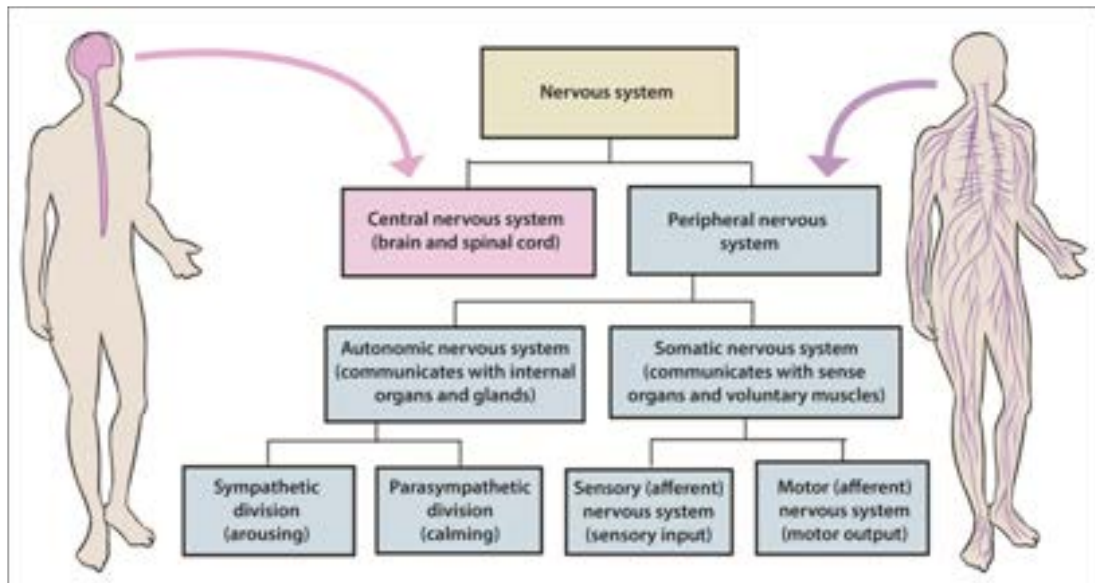 Nervous system
Central nervous system
(brain and spinal cord)
Peripheral nervous
system
Autonomic nervous system
(communicates with internal
organs and glands)
Somatic nervous system
(communicates with sense
organs and voluntary muscles)
Sympathetic
division
(arousing)
Parasympathetic
division
(calming)
Sensory (afferent)
nervous system
(sensory input)
Motor (afferent)
nervous system
(motor output)